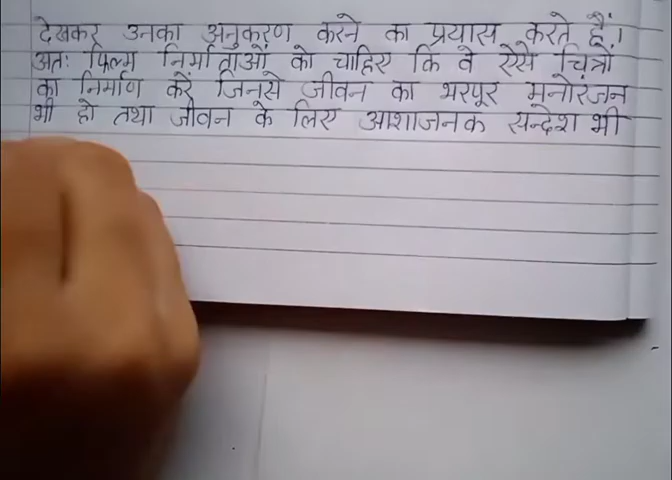 देखकर उनका अनुकरण करने का प्रयास करते हैं।
अतः फिल्म निर्माताओं को चाहिए कि वे ऐसे चित्रों
का निर्माण करें जिनसे जीवन का भरपूर मनोरंजन
भी हो तथा जीवन के लिए आशाजनक सन्देश भी